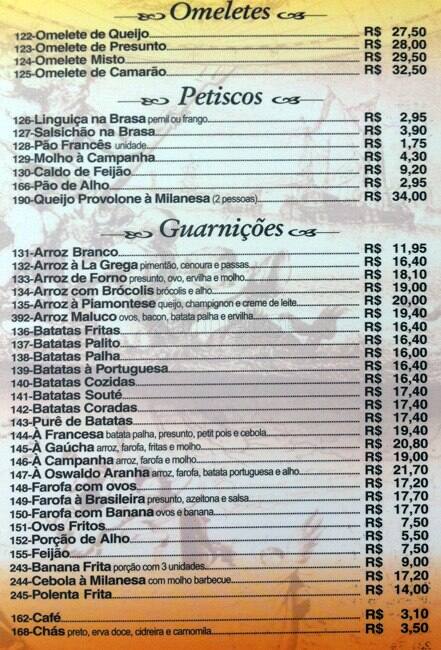 Omeletes
122-Omelete de Queijo R$ 27,50
123-Omelete de Presunto R$ 28,00
124-Omelete Misto R$ 29,50
125-Omelete de Camarão R$ 32,50
Petiscos
126-Linguiça na Brasa pernil ou frango R$ 2,95
127-Salsichão na Brasa R$ 3,90
128-Pão Francês unidade R$ 1,75
129-Molho à Campanha R$ 4,30
130-Caldo de Feijão R$ 9,20
166-Pão de Alho R$ 2,95
190-Queijo Provolone à Milanesa (2 pessoas) R$ 34,00
Guarnições
131-Arroz Branco R$ 11,95
132-Arroz à La Grega pimentão, cenoura e passas R$ 16,40
133-Arroz de Forno presunto, ovo, ervilha e molho R$ 18,10
134-Arroz com Brócolis brócolis e alho R$ 19,00
135-Arroz à Piamontese queijo, champignon e creme de leite R$ 20,00
392-Arroz Maluco ovos, bacon, batata palha e ervilha R$ 19,40
136-Batatas Fritas R$ 16,40
137-Batatas Palito R$ 16,40
138-Batatas Palha R$ 16,00
139-Batatas à Portuguesa R$ 16,40
140-Batatas Cozidas R$ 16,40
141-Batatas Souté R$ 17,40
142-Batatas Coradas R$ 17,40
143-Purê de Batatas R$ 17,40
144-À Francesa batata palha, presunto, petit pois e cebola R$ 19,40
145-À Gaúcha arroz, farofa, fritas e molho R$ 20,80
146-À Campanha arroz, farofa e molho R$ 19,00
147-À Oswaldo Aranha arroz, farofa, batata portuguesa e alho R$ 21,70
148-Farofa com ovos R$ 17,20
149-Farofa à Brasileira presunto, azeitona e salsa R$ 17,70
150-Farofa com Banana ovos e banana R$ 17,70
151-Ovos Fritos R$ 7,50
152-Porção de Alho R$ 5,50
155-Feijão R$ 7,50
243-Banana Frita porção com 3 unidades R$ 9,00
244-Cebola à Milanesa com molho barbecue R$ 17,20
245-Polenta Frita R$ 14,00
162-Café R$ 3,10
168-Chás preto, erva doce, cidreira e camomila R$ 3,50